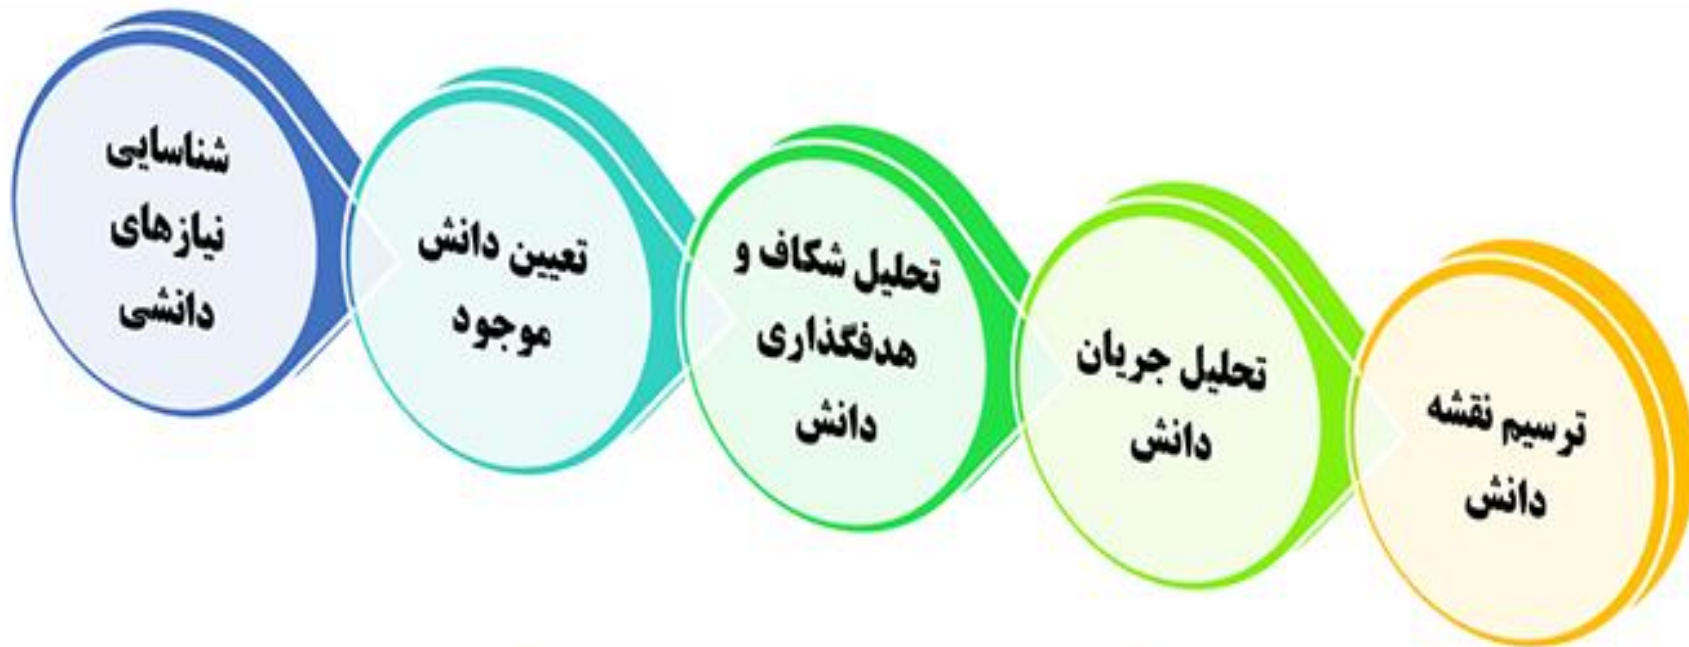 شناسایی
نیازهای
دانشی
تعیین دانش
موجود
تحلیل شکاف و
هدفگذاری
دانش
تحلیل جریان
دانش
ترسیم نقشه
دانش